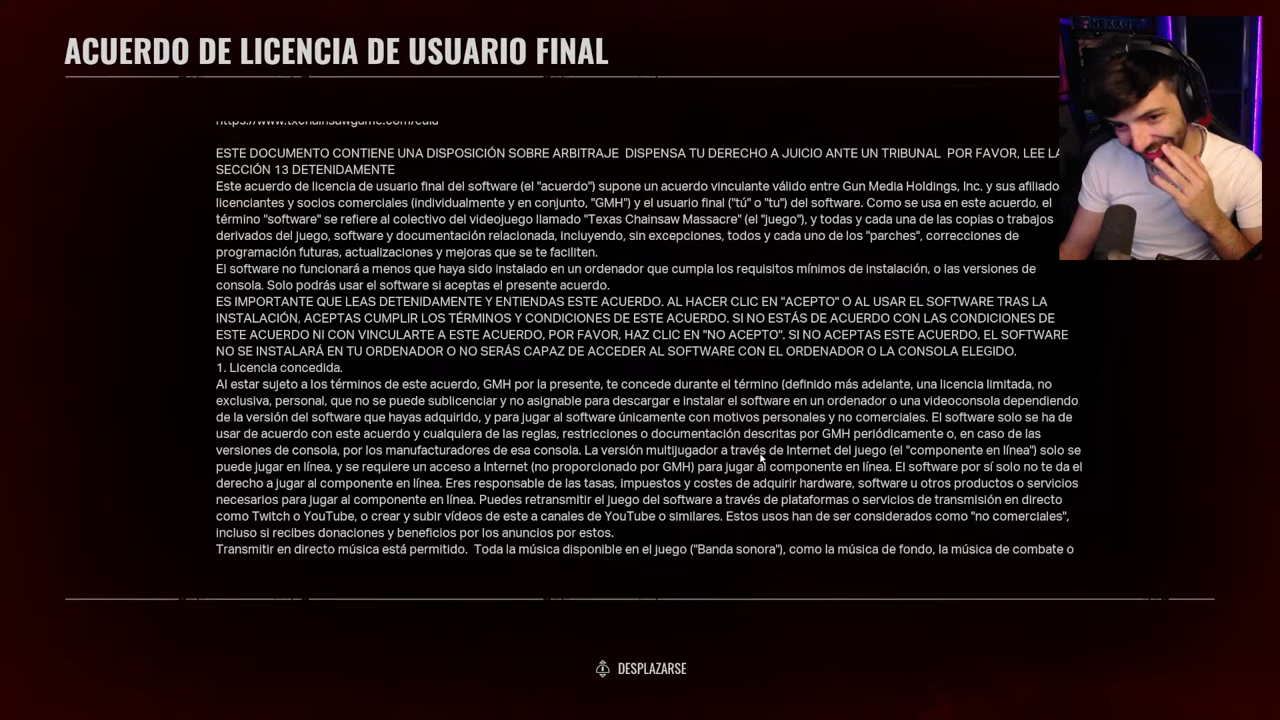 ACUERDO DE LICENCIA DE USUARIO FINAL
https://www.txchainsawgame.com/eula
ESTE DOCUMENTO CONTIENE UNA DISPOSICIÓN SOBRE ARBITRAJE  DISPENSA TU DERECHO A JUICIO ANTE UN TRIBUNAL  POR FAVOR, LEE LA
SECCIÓN 13 DETENIDAMENTE
Este acuerdo de licencia de usuario final del software (el "acuerdo") supone un acuerdo vinculante válido entre Gun Media Holdings, Inc. y sus afiliado
licenciantes y socios comerciales (individualmente y en conjunto, "GMH") y el usuario final ("tú" o "tu") del software. Como se usa en este acuerdo, el
término "software" se refiere al colectivo del videojuego llamado "Texas Chainsaw Massacre" (el "juego"), y todas y cada una de las copias o trabajos
derivados del juego, software y documentación relacionada, incluyendo, sin excepciones, todos y cada uno de los "parches", correcciones de
programación futuras, actualizaciones y mejoras que se te faciliten.
El software no funcionará a menos que haya sido instalado en un ordenador que cumpla los requisitos mínimos de instalación, o las versiones de
consola. Solo podrás usar el software si aceptas el presente acuerdo.
ES IMPORTANTE QUE LEAS DETENIDAMENTE Y ENTIENDAS ESTE ACUERDO. AL HACER CLIC EN "ACEPTO" O AL USAR EL SOFTWARE TRAS LA
INSTALACIÓN, ACEPTAS CUMPLIR LOS TÉRMINOS Y CONDICIONES DE ESTE ACUERDO. SI NO ESTÁS DE ACUERDO CON LAS CONDICIONES DE
ESTE ACUERDO NI CON VINCULARTE A ESTE ACUERDO, POR FAVOR, HAZ CLIC EN "NO ACEPTO". SI NO ACEPTAS ESTE ACUERDO, EL SOFTWARE
NO SE INSTALARÁ EN TU ORDENADOR O NO SERÁS CAPAZ DE ACCEDER AL SOFTWARE CON EL ORDENADOR O LA CONSOLA ELEGIDO.
1. Licencia concedida.
Al estar sujeto a los términos de este acuerdo, GMH por la presente, te concede durante el término (definido más adelante, una licencia limitada, no
exclusiva, personal, que no se puede sublicenciar y no asignable para descargar e instalar el software en un ordenador o una videoconsola dependiendo
de la versión del software que hayas adquirido, y para jugar al software únicamente con motivos personales y no comerciales. El software solo se ha de
usar de acuerdo con este acuerdo y cualquiera de las reglas, restricciones o documentación descritas por GMH periódicamente o, en caso de las
versiones de consola, por los manufacturadores de esa consola. La versión multijugador a través de Internet del juego (el "componente en línea") solo se
puede jugar en línea, y se requiere un acceso a Internet (no proporcionado por GMH) para jugar al componente en línea. El software por sí solo no te da el
derecho a jugar al componente en línea. Eres responsable de las tasas, impuestos y costes de adquirir hardware, software u otros productos o servicios
necesarios para jugar al componente en línea. Puedes retransmitir el juego del software a través de plataformas o servicios de transmisión en directo
como Twitch o YouTube, o crear y subir vídeos de este a canales de YouTube o similares. Estos usos han de ser considerados como "no comerciales",
incluso si recibes donaciones y beneficios por los anuncios por estos.
Transmitir en directo música está permitido.  Toda la música disponible en el juego ("Banda sonora"), como la música de fondo, la música de combate o
DESPLAZARSE